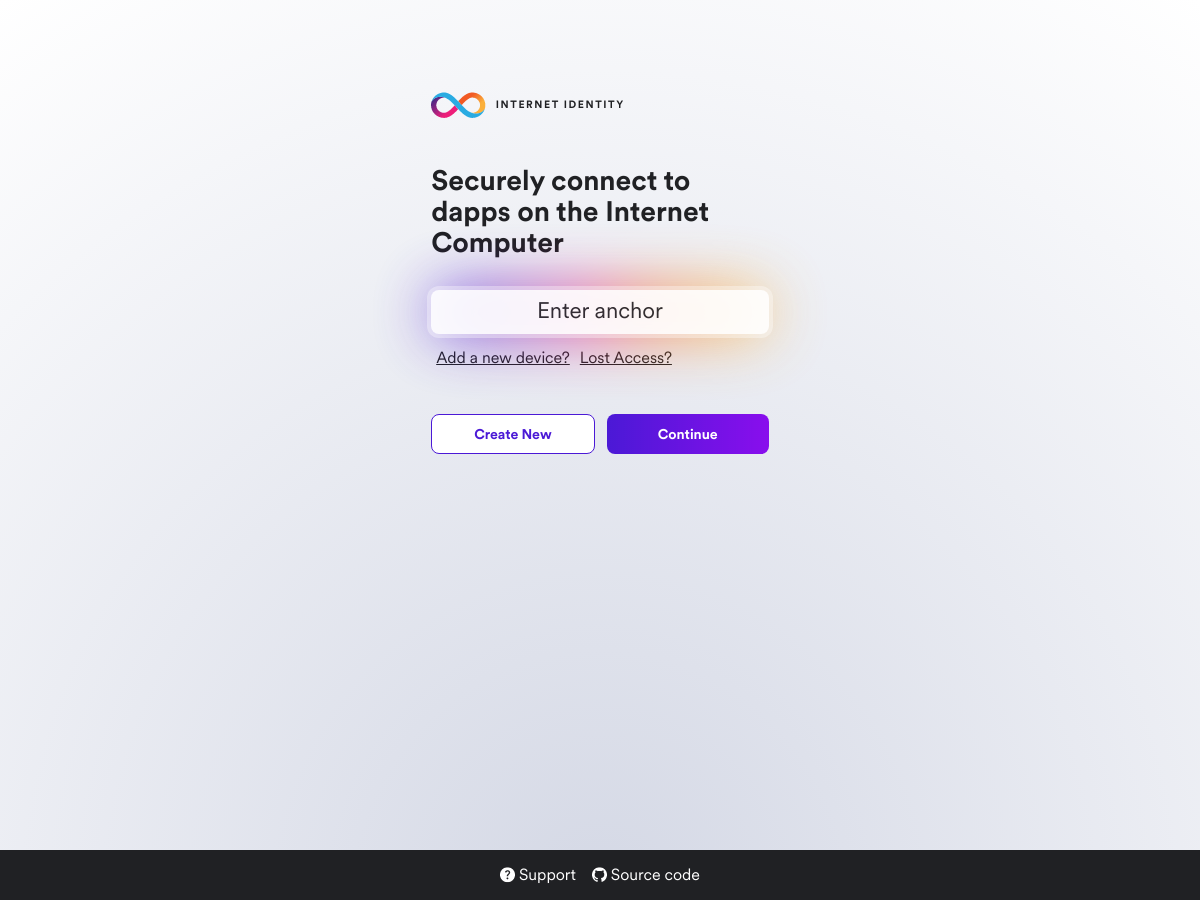 INTERNET IDENTITY
Securely connect to
dapps on the Internet
Computer
Enter anchor
Add a new device? Lost Access?
Create New Continue
Support Source code